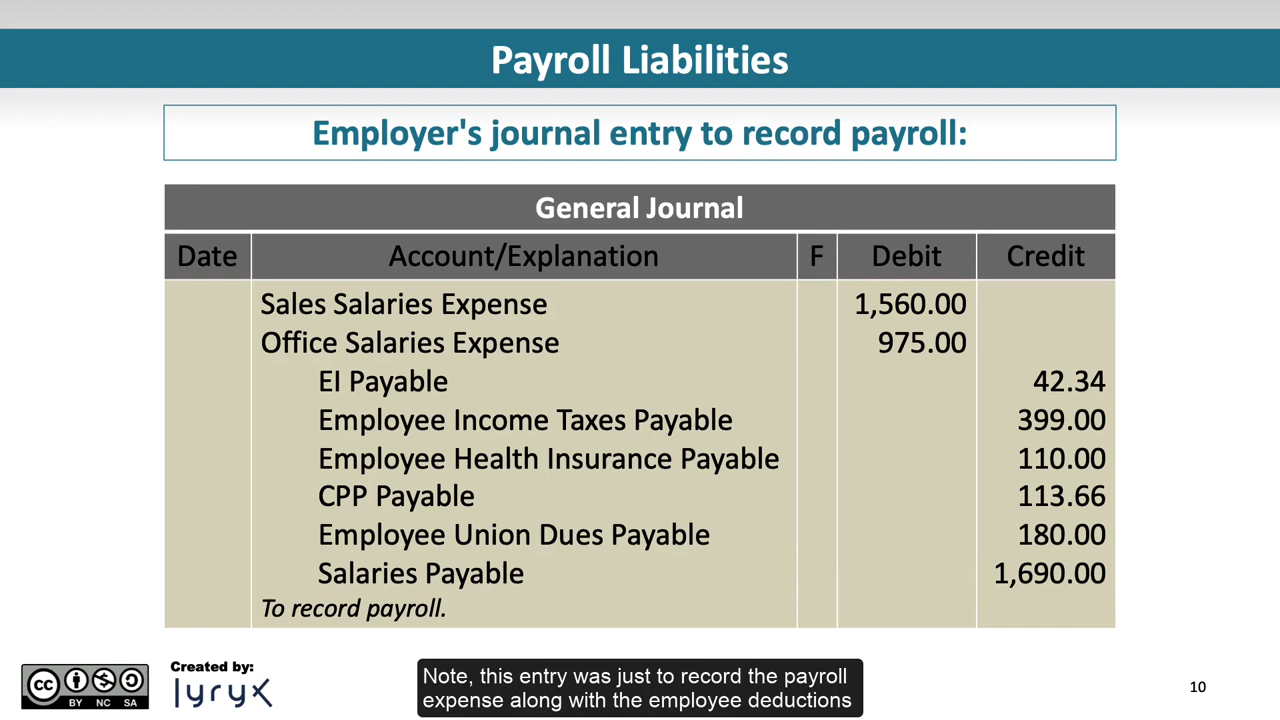 Payroll Liabilities
Employer's journal entry to record payroll:
General Journal
Date Account/Explanation F Debit Credit
Sales Salaries Expense 1,560.00
Office Salaries Expense 975.00
EI Payable 42.34
Employee Income Taxes Payable 399.00
Employee Health Insurance Payable 110.00
CPP Payable 113.66
Employee Union Dues Payable 180.00
Salaries Payable 1,690.00
To record payroll.
cc BY NC SA
Created by:
lyryx
Note, this entry was just to record the payroll
expense along with the employee deductions
10